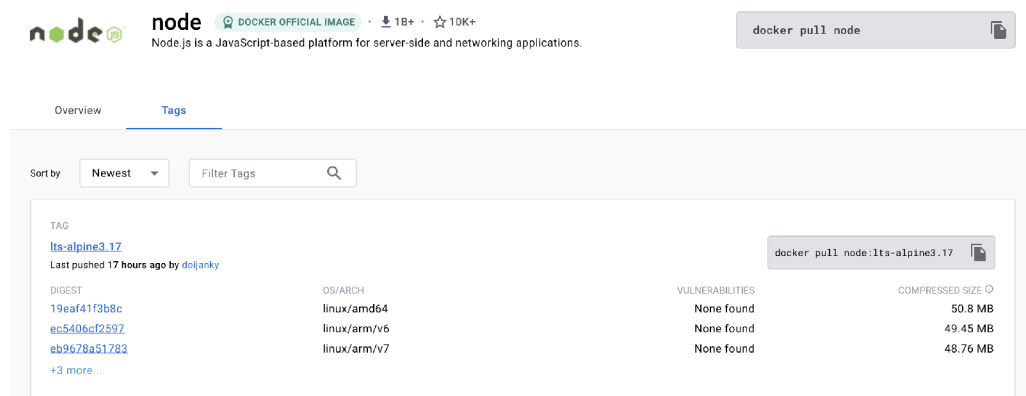 node
node DOCKER OFFICIAL IMAGE · 1B+ · 10K+
Node.js is a JavaScript-based platform for server-side and networking applications.
docker pull node
Overview Tags
Sort by Newest Filter Tags
TAG
lts-alpine3.17
Last pushed 17 hours ago by doijanky
docker pull node:lts-alpine3.17
DIGEST OS/ARCH VULNERABILITIES COMPRESSED SIZE
19eaf41f3b8c linux/amd64 None found 50.8 MB
ec5406cf2597 linux/arm/v6 None found 49.45 MB
eb9678a51783 linux/arm/v7 None found 48.76 MB
+3 more...